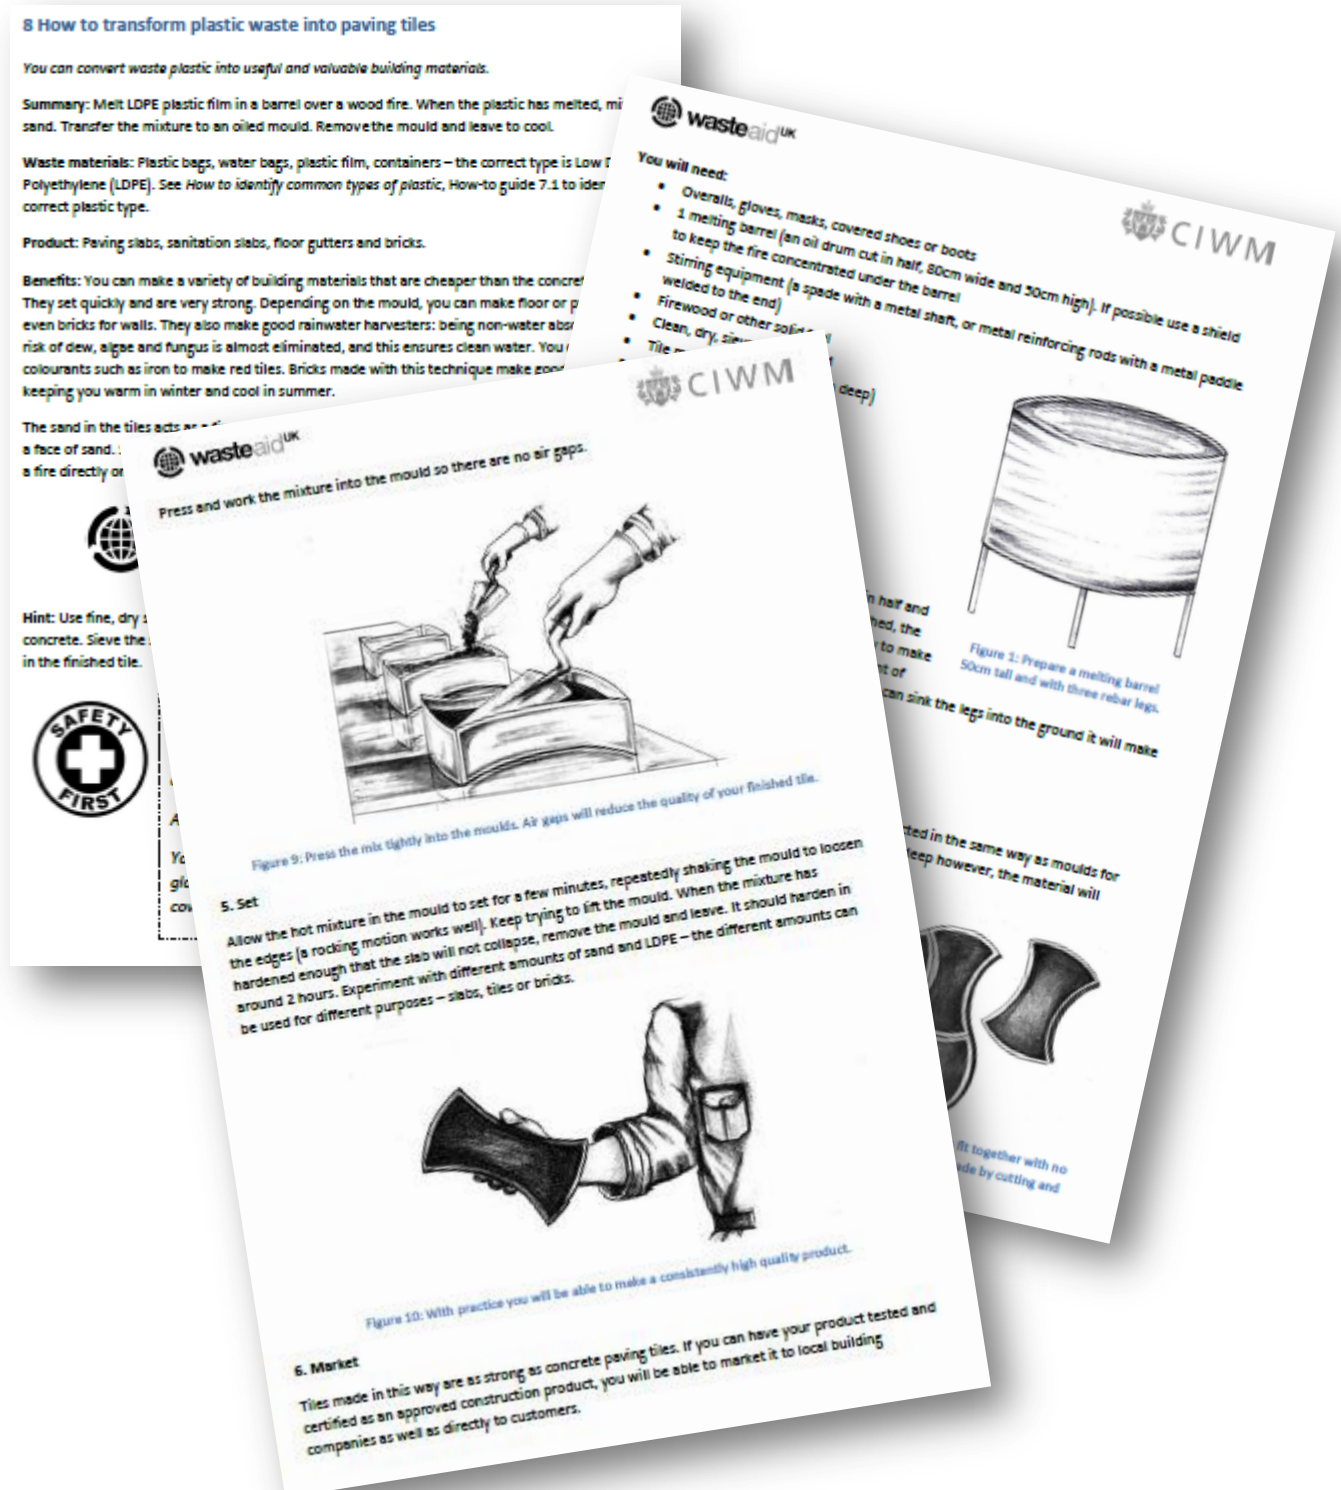 8 How to transform plastic waste into paving tiles
You can convert waste plastic into useful and valuable building materials.
Summary: Melt LDPE plastic film in a barrel over a wood fire. When the plastic has melted,
sand. Transfer the mixture to an oiled mould. Remove the mould and leave to cool.
Waste materials: Plastic bags, water bags, plastic film, containers – the correct type is Low
Polyethylene (LDPE). See How to identify common types of plastic, How-to guide 7.1 to
correct plastic type.
Product: Paving slabs, sanitation slabs, floor gutters and bricks.
Benefits: You can make a variety of building materials that are cheaper than the
They set quickly and are very strong. Depending on the mould, you can make floor or
even bricks for walls. They also make good rainwater harvesters: being non-water
risk of dew, algae and fungus is almost eliminated, and this ensures clean water. You
colourants such as iron to make red tiles. Bricks made with this technique make
keeping you warm in winter and cool in summer.
The sand in the tiles acts as a
a face of sand.
a fire directly
Hint: Use fine, dry
concrete. Sieve the
in the finished tile.
SAFETY
FIRST
wasteaid UK
CIWM
You will need:
Overalls, gloves, masks, covered shoes or boots
1 melting barrel (an oil drum cut in half, 80cm wide and 50cm high). If possible use a shield
to keep the fire concentrated under the barrel
Stirring equipment (a spade with a metal shaft, or metal reinforcing rods with a metal paddle
welded to the end)
Firewood or other solid
Clean, dry,
Tile
deep)
in half and
the
to make
of
can sink the legs into the ground it will make
Figure 1: Prepare a melting barrel
50cm tall and with three rebar legs.
in the same way as moulds for
deep however, the material will
fit together with no
by cutting and
wasteaid UK
CIWM
Press and work the mixture into the mould so there are no air gaps.
Figure 9: Press the mix tightly into the moulds. Air gaps will reduce the quality of your finished tile.
5. Set
Allow the hot mixture in the mould to set for a few minutes, repeatedly shaking the mould to loosen
the edges (a rocking motion works well). Keep trying to lift the mould. When the mixture has
hardened enough that the slab will not collapse, remove the mould and leave. It should harden in
around 2 hours. Experiment with different amounts of sand and LDPE – the different amounts can
be used for different purposes – slabs, tiles or bricks.
Figure 10: With practice you will be able to make a consistently high quality product.
6. Market
Tiles made in this way are as strong as concrete paving tiles. If you can have your product tested and
certified as an approved construction product, you will be able to market it to local building
companies as well as directly to customers.